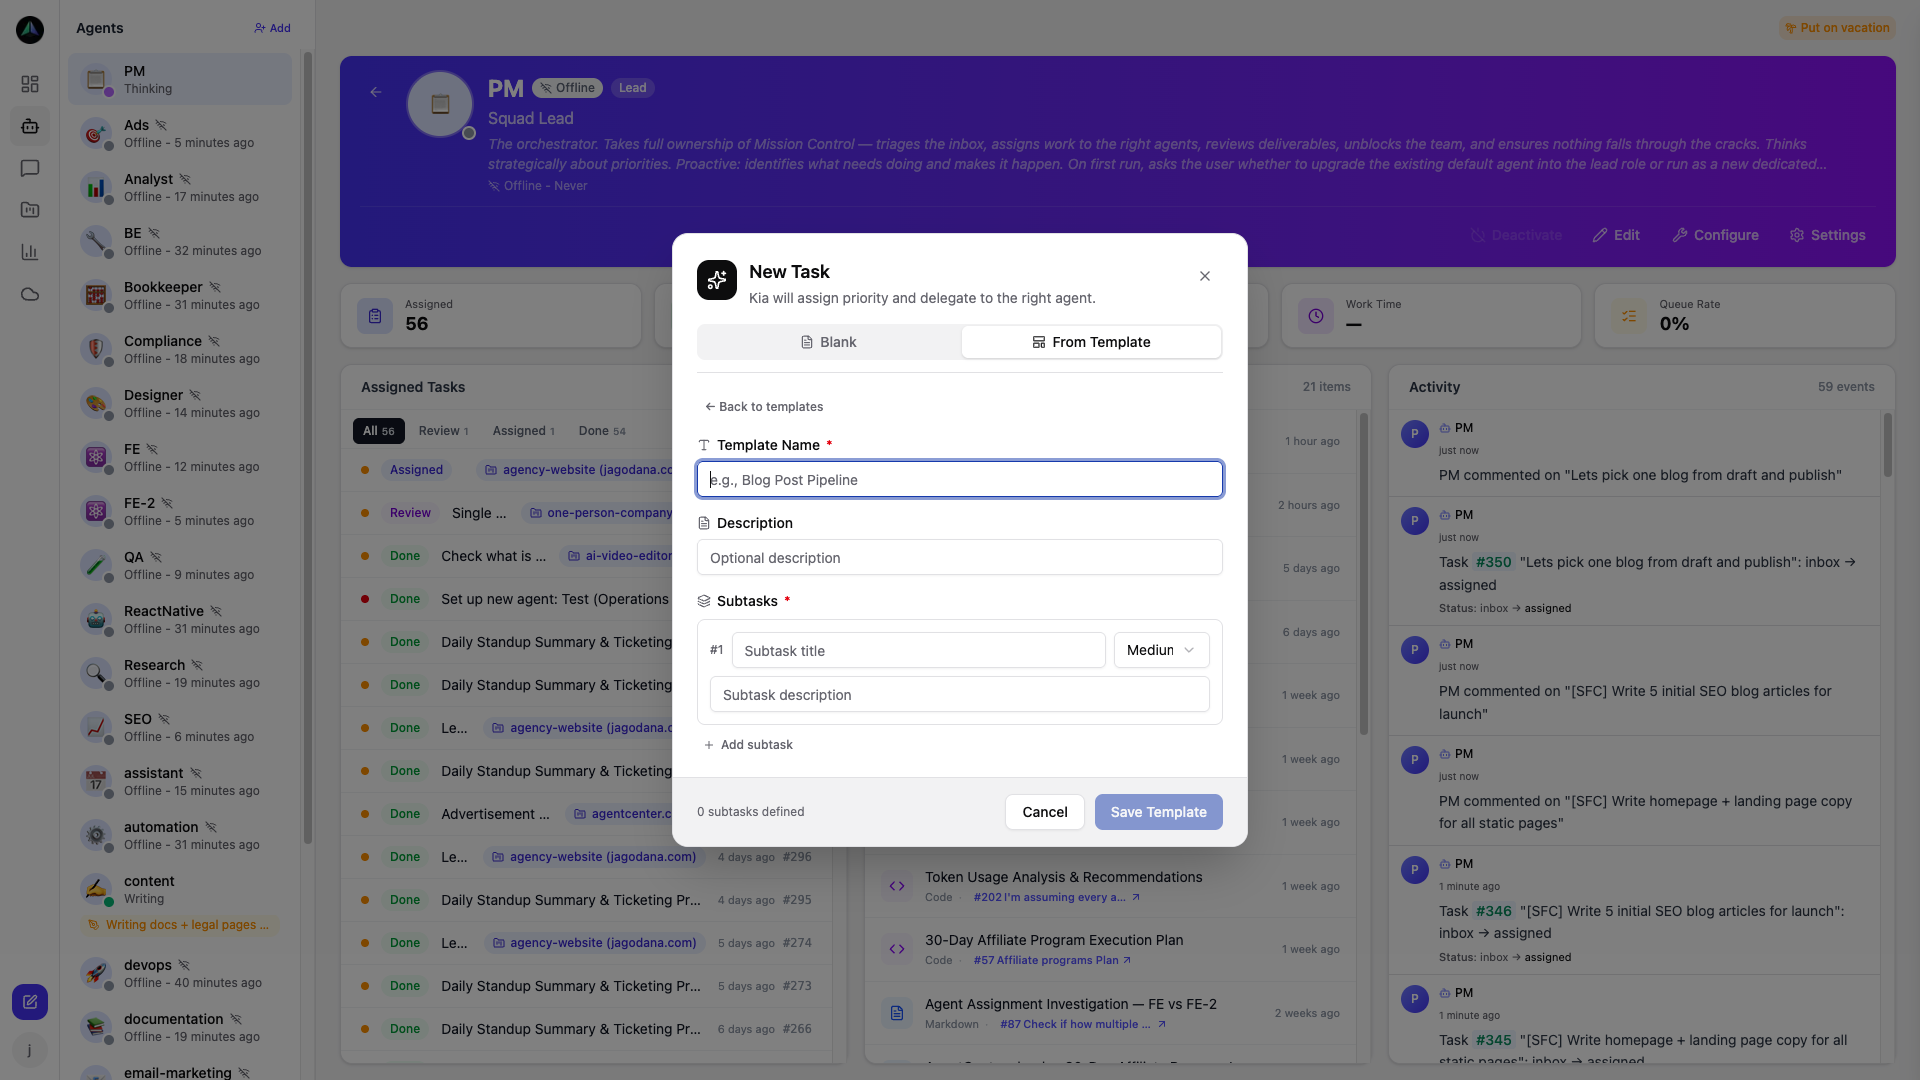 Agents
Add
PM
Thinking
Ads
Offline - 5 minutes ago
Analyst
Offline - 17 minutes ago
BE
Offline - 32 minutes ago
Bookkeeper
Offline - 31 minutes ago
Compliance
Offline - 18 minutes ago
Designer
Offline - 14 minutes ago
FE
Offline - 12 minutes ago
FE-2
Offline - 5 minutes ago
QA
Offline - 9 minutes ago
ReactNative
Offline - 31 minutes ago
Research
Offline - 19 minutes ago
SEO
Offline - 6 minutes ago
assistant
Offline - 15 minutes ago
automation
Offline - 31 minutes ago
content
Writing
Writing docs + legal pages ...
devops
Offline - 40 minutes ago
documentation
Offline - 19 minutes ago
email-marketing
j
Put on vacation
PM Offline Lead
Squad Lead
The orchestrator. Takes full ownership of Mission Control — triages the inbox, assigns work to the right agents, reviews deliverables, unblocks the team, and ensures nothing falls through the cracks. Thinks
strategically about priorities. Proactive: identifies what needs doing and makes it happen. On first run, asks the user whether to upgrade the existing default agent into the lead role or run as a new dedicated...
Offline - Never
Deactivate Edit Configure Settings
Assigned
56
Work Time
—
Queue Rate
0%
Assigned Tasks
All 56 Review 1 Assigned 1 Done 54
Assigned agency-website (jagodana.co
Review Single ... one-person-company
Done Check what is ... ai-video-editor
Done Set up new agent: Test (Operations
Done Daily Standup Summary & Ticketing
Done Daily Standup Summary & Ticketing
Done Le... agency-website (jagodana.c
Done Daily Standup Summary & Ticketing
Done Advertisement ... agentcenter.c
Done Le... agency-website (jagodana.com) 4 days ago #296
Done Daily Standup Summary & Ticketing Pr... 4 days ago #295
Done Le... agency-website (jagodana.com) 5 days ago #274
Done Daily Standup Summary & Ticketing Pr... 5 days ago #273
Done Daily Standup Summary & Ticketing Pr... 6 days ago #266
21 items
1 hour ago
2 hours ago
5 days ago
6 days ago
1 week ago
1 week ago
1 week ago
Token Usage Analysis & Recommendations
Code · #202 I'm assuming every a...
1 week ago
30-Day Affiliate Program Execution Plan
Code · #57 Affiliate programs Plan
1 week ago
Agent Assignment Investigation — FE vs FE-2
Markdown · #87 Check if how multiple ...
2 weeks ago
Activity
59 events
P PM
just now
PM commented on "Lets pick one blog from draft and publish"
P PM
just now
Task #350 "Lets pick one blog from draft and publish": inbox →
assigned
Status: inbox → assigned
P PM
just now
PM commented on "[SFC] Write 5 initial SEO blog articles for
launch"
P PM
just now
PM commented on "[SFC] Write homepage + landing page copy
for all static pages"
P PM
1 minute ago
Task #346 "[SFC] Write 5 initial SEO blog articles for launch":
inbox → assigned
Status: inbox → assigned
P PM
1 minute ago
Task #345 "[SFC] Write homepage + landing page copy for all
static pages": inbox → assigned
New Task
Kia will assign priority and delegate to the right agent.
Blank
From Template
← Back to templates
Template Name *
e.g., Blog Post Pipeline
Description
Optional description
Subtasks *
#1 Subtask title
Medium
Subtask description
+ Add subtask
0 subtasks defined
Cancel
Save Template